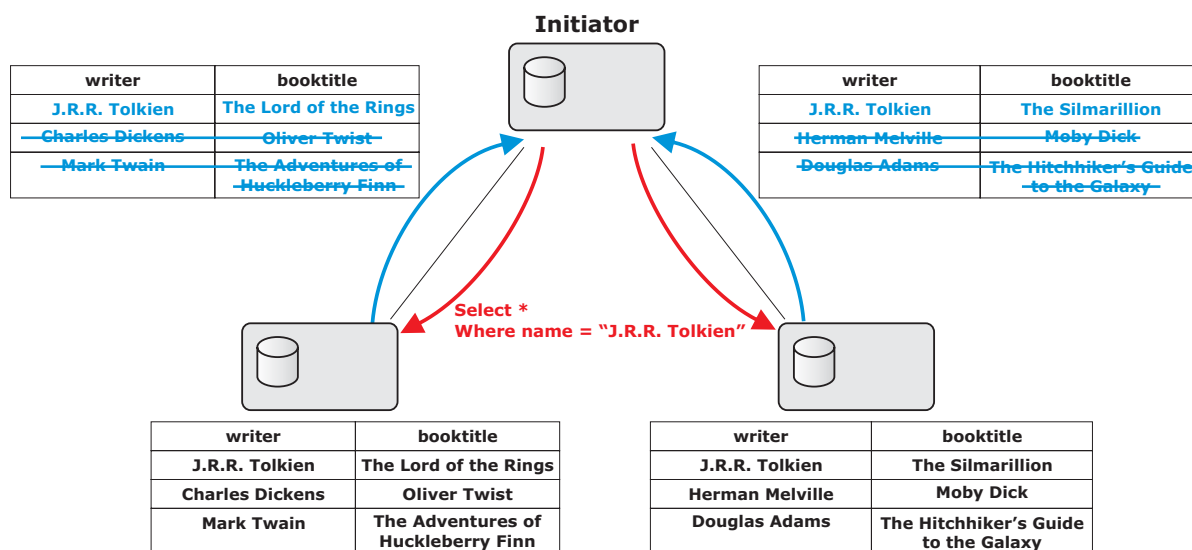 Initiator
writer booktitle
J.R.R. Tolkien The Lord of the Rings
Charles Dickens Oliver Twist
Mark Twain The Adventures of
Huckleberry Finn
writer booktitle
J.R.R. Tolkien The Silmarillion
Herman Melville Moby Dick
Douglas Adams The Hitchhiker’s Guide
to the Galaxy
Select *
Where name = “J.R.R. Tolkien”
writer booktitle
J.R.R. Tolkien The Lord of the Rings
Charles Dickens Oliver Twist
Mark Twain The Adventures of
Huckleberry Finn
writer booktitle
J.R.R. Tolkien The Silmarillion
Herman Melville Moby Dick
Douglas Adams The Hitchhiker’s Guide
to the Galaxy